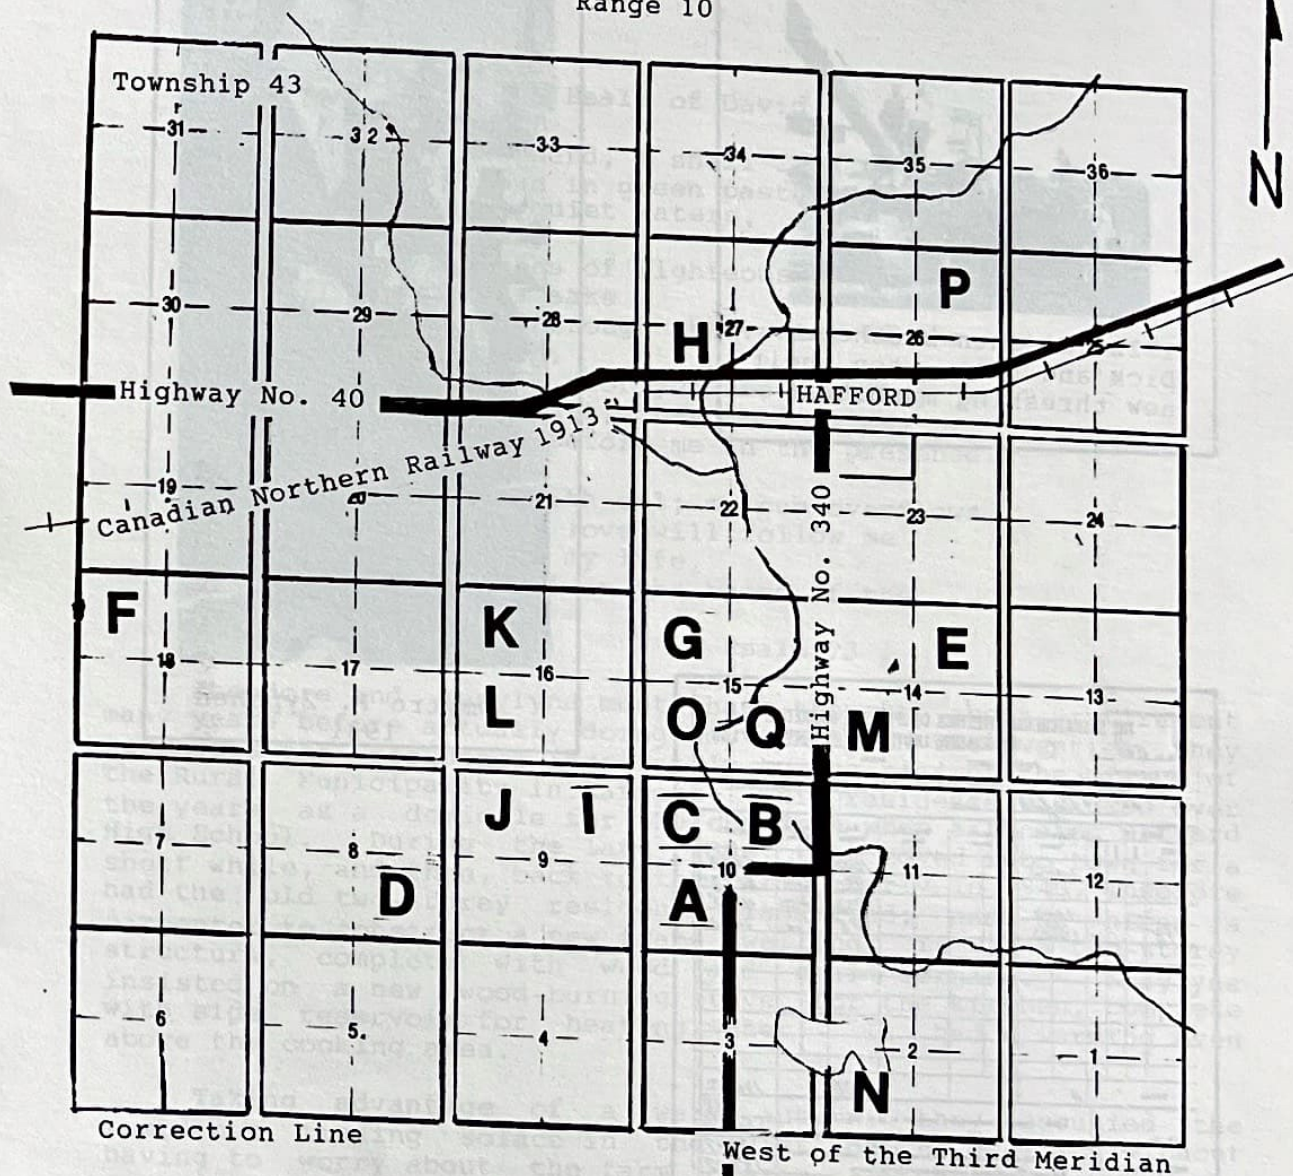 Range 10
Township 43
31 32 33 34 35 36
N
P
30 29 28 H 27 26 25
Highway No. 40
HAFFORD
Canadian Northern Railway 1913
19 20 21 22 23 24
Highway No. 340
F K G E
18 17 16 15 14 13
L O Q M
J I C B
7 8 9 10 11 12
D A
6 5 4 3 2 1
N
Correction Line
West of the Third Meridian